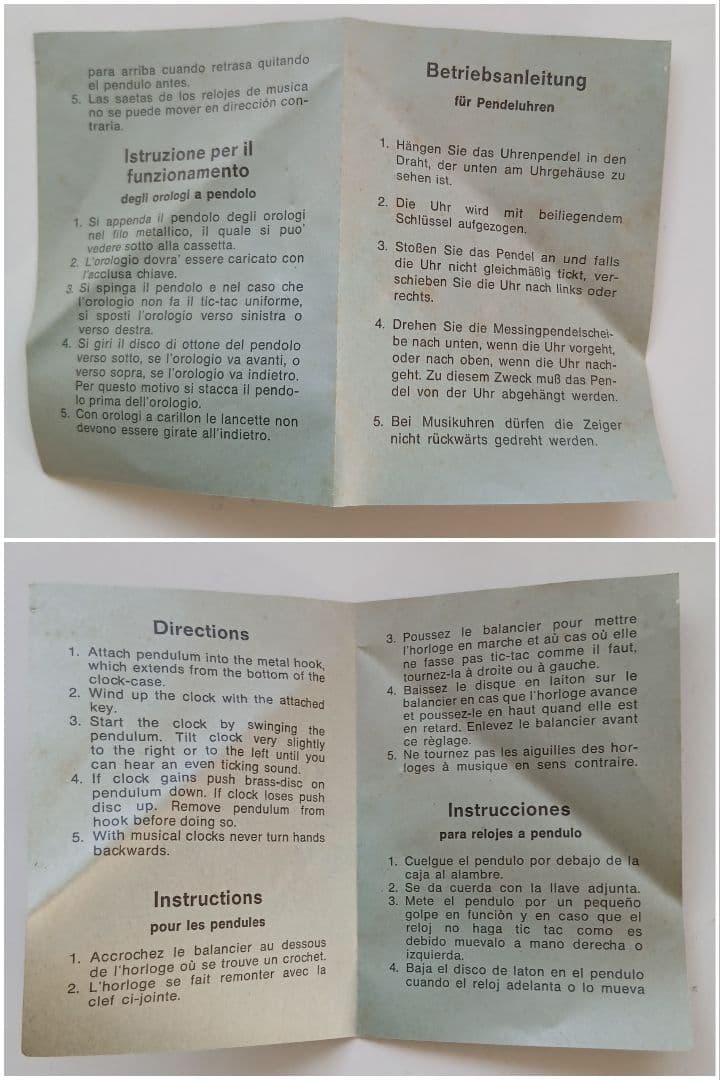 para arriba cuando retrasa quitando
el pendulo antes.
5. Las saetas de los relojes de musica
no se puede mover en dirección con-
traria.
Istruzione per il
funzionamento
degli orologi a pendolo
1. Si appenda il pendolo degli orologi
nel filo metallico, il quale si puo'
vedere sotto alla cassetta.
2. L'orologio dovra' essere caricato con
l'acclusa chiave.
3. Si spinga il pendolo e nel caso che
l'orologio non fa il tic-tac uniforme,
si sposti l'orologio verso sinistra o
verso destra.
4. Si giri il disco di ottone del pendolo
verso sotto, se l'orologio va avanti, o
verso sopra, se l'orologio va indietro.
Per questo motivo si stacca il pendo-
lo prima dell'orologio.
5. Con orologi a carillon le lancette non
devono essere girate all'indietro.
Betriebsanleitung
für Pendeluhren
1. Hängen Sie das Uhrenpendel in den
Draht, der unten am Uhrgehäuse zu
sehen ist.
2. Die Uhr wird mit beiliegendem
Schlüssel aufgezogen.
3. Stoßen Sie das Pendel an und falls
die Uhr nicht gleichmäßig tickt, ver-
schieben Sie die Uhr nach links oder
rechts.
4. Drehen Sie die Messingpendelschei-
be nach unten, wenn die Uhr vorgeht,
oder nach oben, wenn die Uhr nach-
geht. Zu diesem Zweck muß das Pen-
del von der Uhr abgehängt werden.
5. Bei Musikuhren dürfen die Zeiger
nicht rückwärts gedreht werden.
Directions
1. Attach pendulum into the metal hook,
which extends from the bottom of the
clock-case.
2. Wind up the clock with the attached
key.
3. Start the clock by swinging the
pendulum. Tilt clock very slightly
to the right or to the left until you
can hear an even ticking sound.
4. If clock gains push brass-disc on
pendulum down. If clock loses push
disc up. Remove pendulum from
hook before doing so.
5. With musical clocks never turn hands
backwards.
Instructions
pour les pendules
1. Accrochez le balancier au dessous
de l'horloge où se trouve un crochet.
2. L'horloge se fait remonter avec la
clef ci-jointe.
3. Poussez le balancier pour mettre
l'horloge en marche et aù cas où elle
ne fasse pas tic-tac comme il faut,
tournez-la à droite ou à gauche.
4. Baissez le disque en laiton sur le
balancier en cas que l'horloge avance
et poussez-le en haut quand elle est
en retard. Enlevez le balancier avant
ce règlage.
5. Ne tournez pas les aiguilles des hor-
loges à musique en sens contraire.
Instrucciones
para relojes a pendulo
1. Cuelgue el pendulo por debajo de la
caja al alambre.
2. Se da cuerda con la llave adjunta.
3. Mete el pendulo por un pequeño
golpe en funciòn y en caso que el
reloj no haga tic tac como es
debido muevalo a mano derecha o
izquierda.
4. Baja el disco de laton en el pendulo
cuando el reloj adelanta o lo mueva